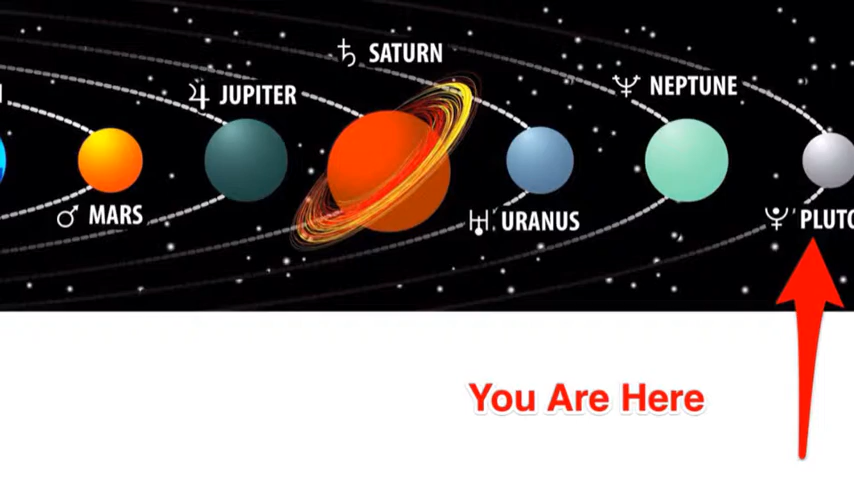 SATURN
JUPITER
NEPTUNE
MARS
URANUS
PLUTO
You Are Here